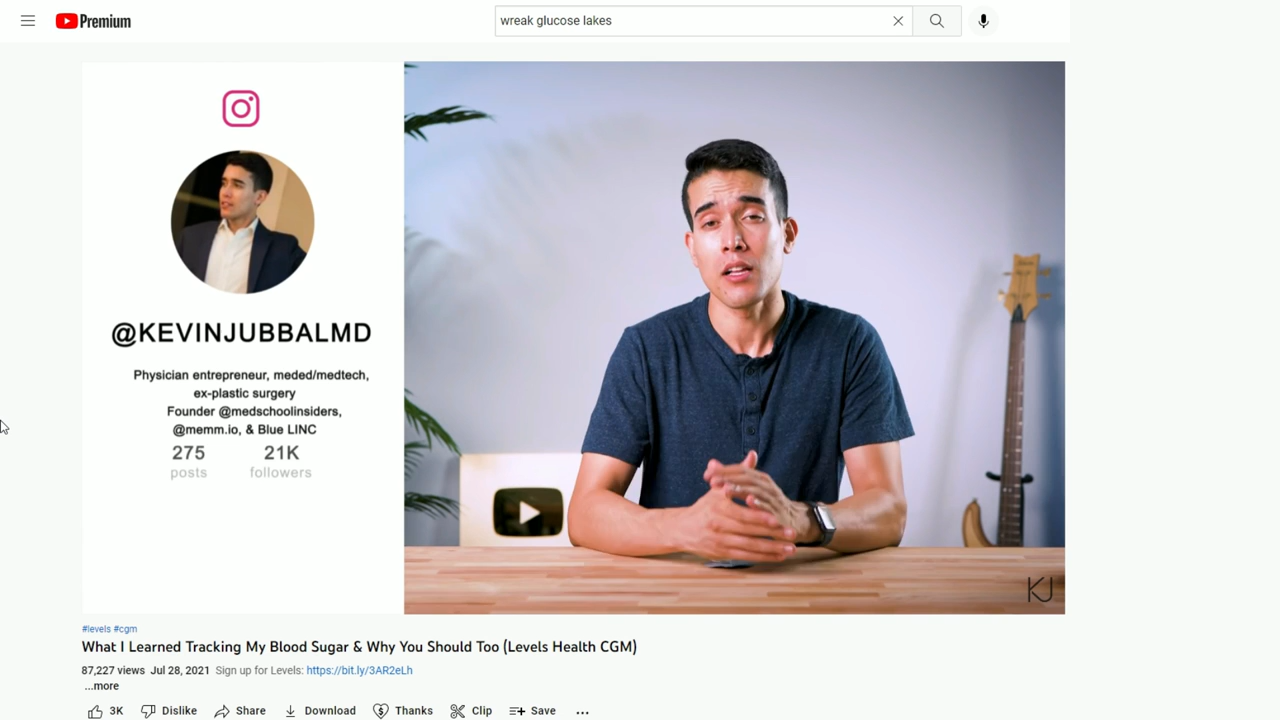 Premium
wreak glucose lakes
@KEVINJUBBALMD
Physician entrepreneur, meded/medtech,
ex-plastic surgery
Founder @medschoolinsiders,
@memm.io, & Blue LINC
275 21K
posts followers
KJ
#levels #cgm
What I Learned Tracking My Blood Sugar & Why You Should Too (Levels Health CGM)
87,227 views Jul 28, 2021 Sign up for Levels: https://bit.ly/3AR2eLh
...more
3K Dislike Share Download Thanks Clip Save ...